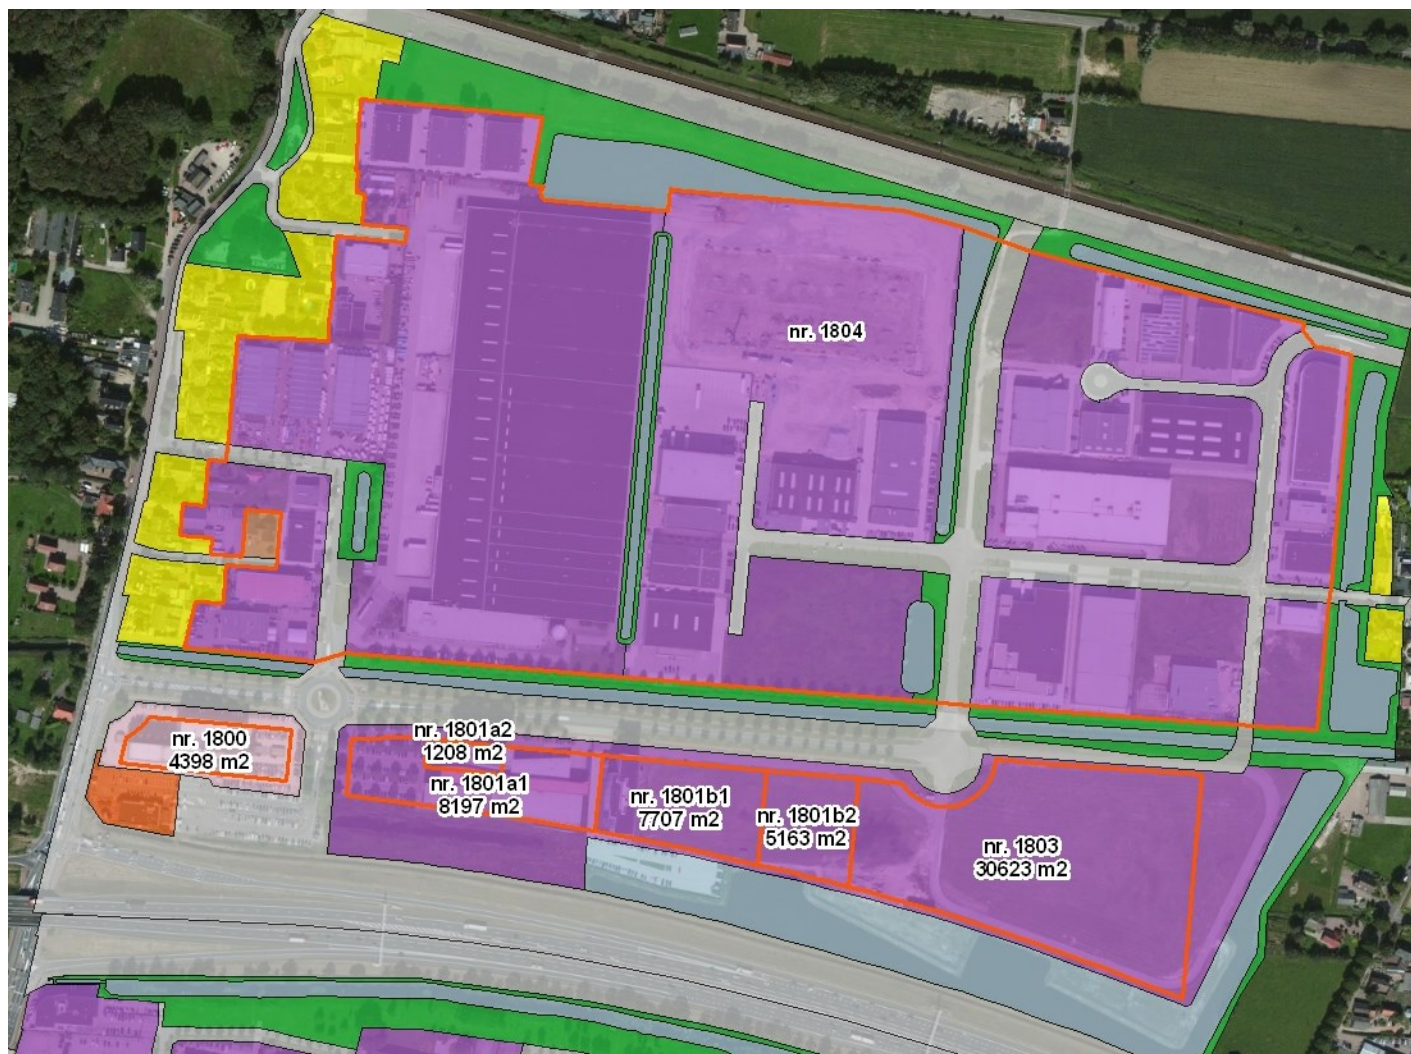 nr. 1804
nr. 1800
4398 m2
nr. 1801a2
1208 m2
nr. 1801a1
8197 m2
nr. 1801b1
7707 m2
nr. 1801b2
5163 m2
nr. 1803
30623 m2